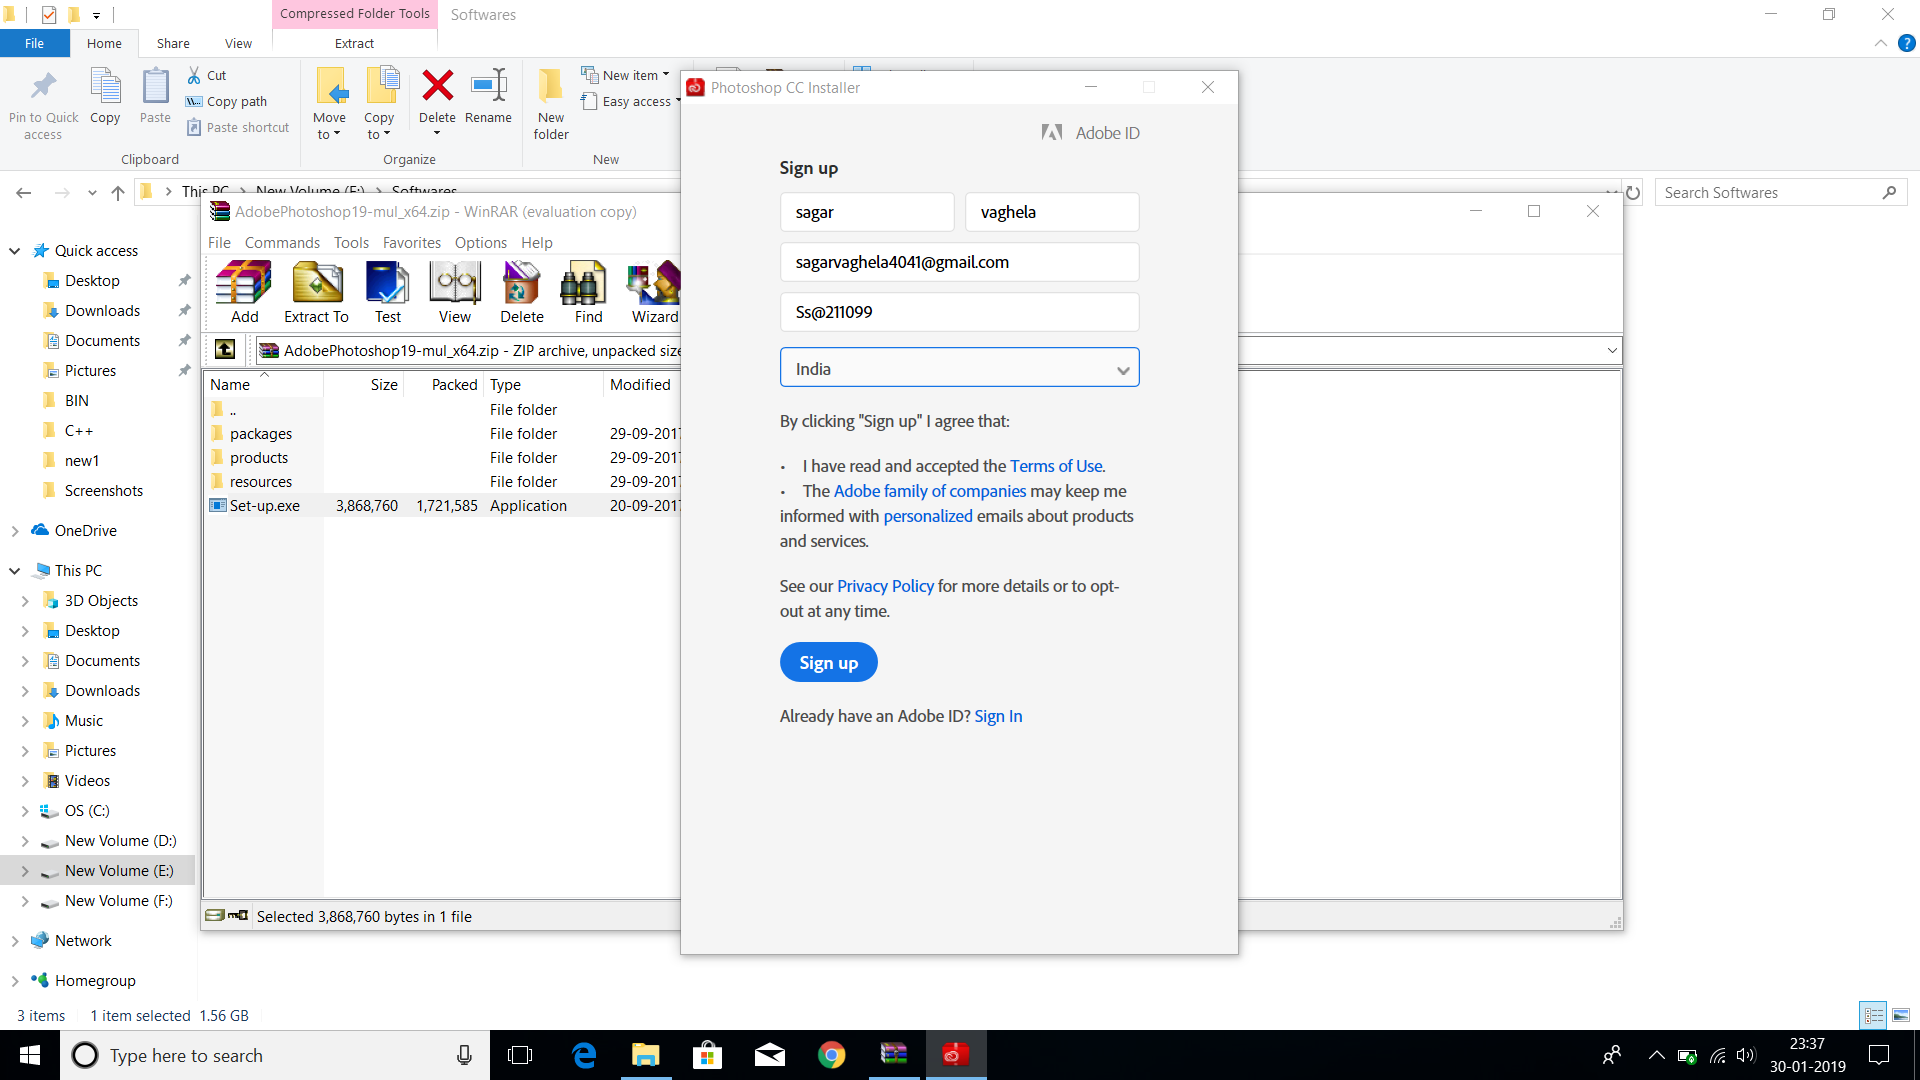 Compressed Folder Tools
Softwares
File
Home
Share
View
Extract
Pin to Quick access
Copy
Paste
Cut
Copy path
Paste shortcut
Clipboard
Move to
Copy to
Delete
Rename
Organize
New folder
New item
Easy access
New
This PC > New Volume (E:) > Softwares
Search Softwares
Quick access
Desktop
Downloads
Documents
Pictures
BIN
C++
new1
Screenshots
OneDrive
This PC
3D Objects
Desktop
Documents
Downloads
Music
Pictures
Videos
OS (C:)
New Volume (D:)
New Volume (E:)
New Volume (F:)
Network
Homegroup
3 items
1 item selected 1.56 GB
AdobePhotoshop19-mul_x64.zip - WinRAR (evaluation copy)
File Commands Tools Favorites Options Help
Add Extract To Test View Delete Find Wizard
AdobePhotoshop19-mul_x64.zip - ZIP archive, unpacked size
Name Size Packed Type Modified
.. File folder
packages File folder 29-09-2017
products File folder 29-09-2017
resources File folder 29-09-2017
Set-up.exe 3,868,760 1,721,585 Application 20-09-2017
Selected 3,868,760 bytes in 1 file
Photoshop CC Installer
Adobe ID
Sign up
sagar
vaghela
sagarvaghela4041@gmail.com
Ss@211099
India
By clicking "Sign up" I agree that:
• I have read and accepted the Terms of Use.
• The Adobe family of companies may keep me
informed with personalized emails about products
and services.
See our Privacy Policy for more details or to opt-
out at any time.
Sign up
Already have an Adobe ID? Sign In
Type here to search
23:37
30-01-2019